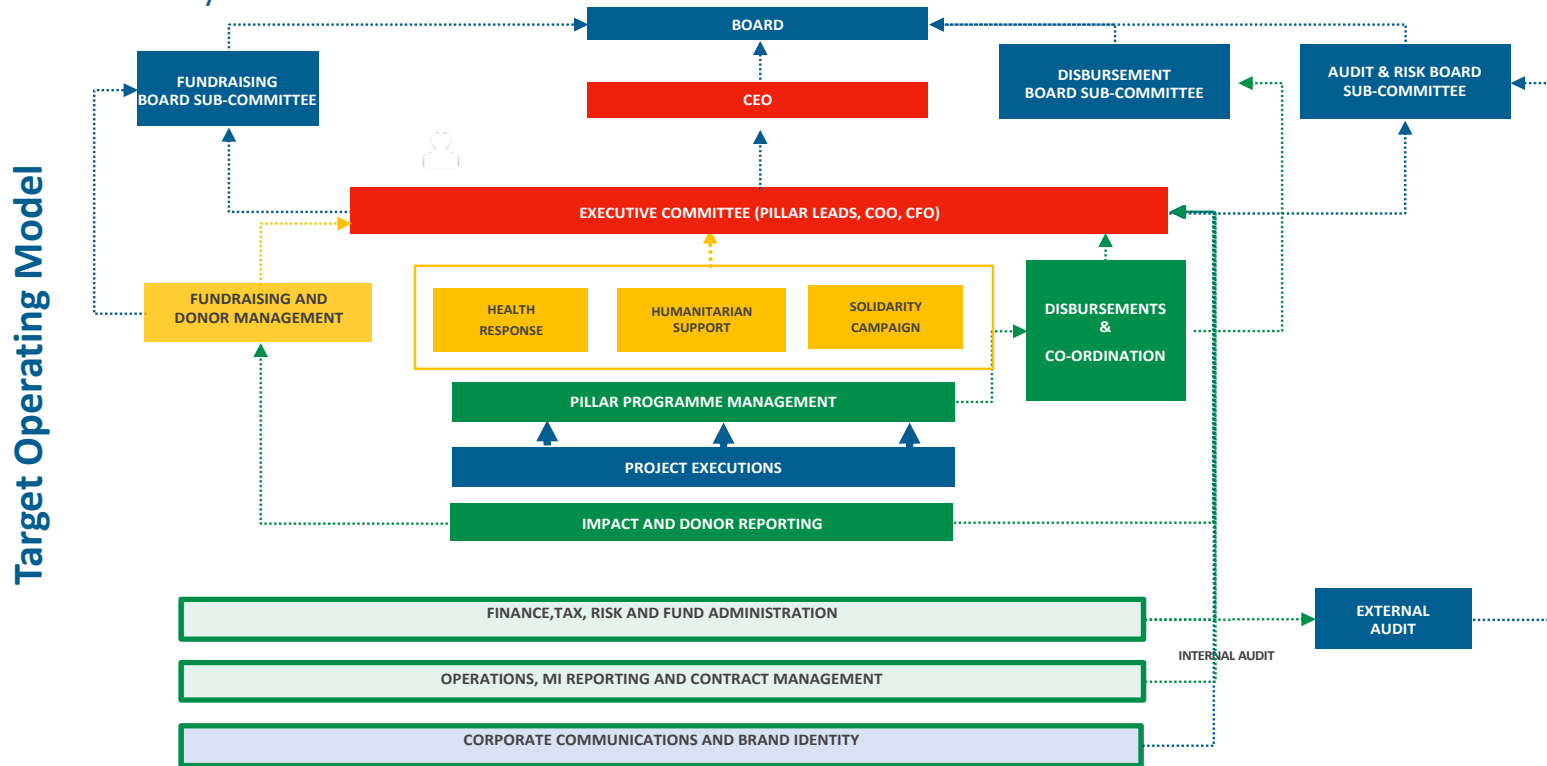 Target Operating Model
BOARD
FUNDRAISING
BOARD SUB-COMMITTEE
CEO
DISBURSEMENT
BOARD SUB-COMMITTEE
AUDIT & RISK BOARD
SUB-COMMITTEE
EXECUTIVE COMMITTEE (PILLAR LEADS, COO, CFO)
FUNDRAISING AND
DONOR MANAGEMENT
HEALTH
RESPONSE
HUMANITARIAN
SUPPORT
SOLIDARITY
CAMPAIGN
DISBURSEMENTS
&
CO-ORDINATION
PILLAR PROGRAMME MANAGEMENT
PROJECT EXECUTIONS
IMPACT AND DONOR REPORTING
FINANCE,TAX, RISK AND FUND ADMINISTRATION
EXTERNAL
AUDIT
INTERNAL AUDIT
OPERATIONS, MI REPORTING AND CONTRACT MANAGEMENT
CORPORATE COMMUNICATIONS AND BRAND IDENTITY